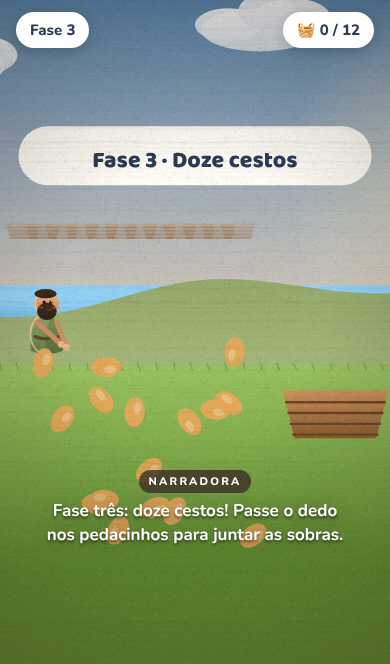 Fase 3
🧺 0 / 12
Fase 3 · Doze cestos
NARRADORA
Fase três: doze cestos! Passe o dedo
nos pedacinhos para juntar as sobras.